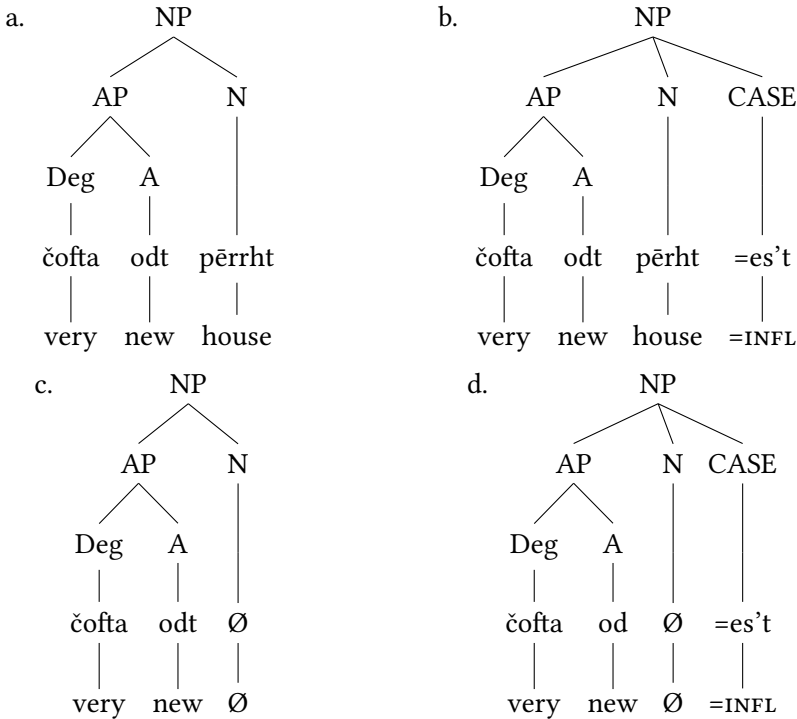 a. NP
AP N
Deg A
čofta odt pērrht
very new house
b. NP
AP N CASE
Deg A
čofta odt pērht =es’t
very new house =INFL
c. NP
AP N
Deg A
čofta odt Ø
very new Ø
d. NP
AP N CASE
Deg A
čofta od Ø =es’t
very new Ø =INFL